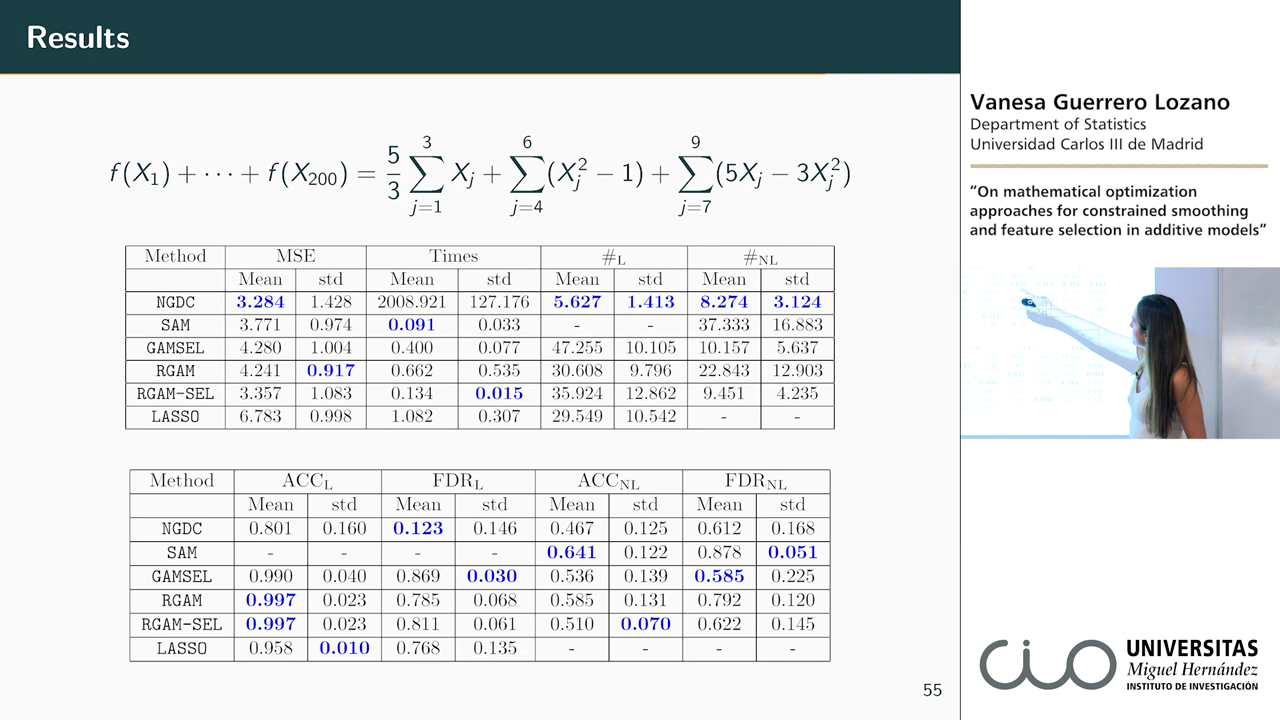 Results
f(X₁) + ··· + f(X₂₀₀) = 5/3 ∑_{j=1}^{3} X_j + ∑_{j=4}^{6} (X_j² − 1) + ∑_{j=7}^{9} (5X_j − 3X_j²)
Method MSE Times #L #NL
Mean std Mean std Mean std Mean std
NGDC 3.284 1.428 2008.921 127.176 5.627 1.413 8.274 3.124
SAM 3.771 0.974 0.091 0.033 - - 37.333 16.883
GAMSEL 4.280 1.004 0.400 0.077 47.255 10.105 10.157 5.637
RGAM 4.241 0.917 0.662 0.535 30.608 9.796 22.843 12.903
RGAM-SEL 3.357 1.083 0.134 0.015 35.924 12.862 9.451 4.235
LASSO 6.783 0.998 1.082 0.307 29.549 10.542 - -
Method ACCL FDRL ACCNL FDRNL
Mean std Mean std Mean std Mean std
NGDC 0.801 0.160 0.123 0.146 0.467 0.125 0.612 0.168
SAM - - - - 0.641 0.122 0.878 0.051
GAMSEL 0.990 0.040 0.869 0.030 0.536 0.139 0.585 0.225
RGAM 0.997 0.023 0.785 0.068 0.585 0.131 0.792 0.120
RGAM-SEL 0.997 0.023 0.811 0.061 0.510 0.070 0.622 0.145
LASSO 0.958 0.010 0.768 0.135 - - - -
55
Vanesa Guerrero Lozano
Department of Statistics
Universidad Carlos III de Madrid
“On mathematical optimization
approaches for constrained smoothing
and feature selection in additive models”
CIO
UNIVERSITAS
Miguel Hernández
INSTITUTO DE INVESTIGACIÓN